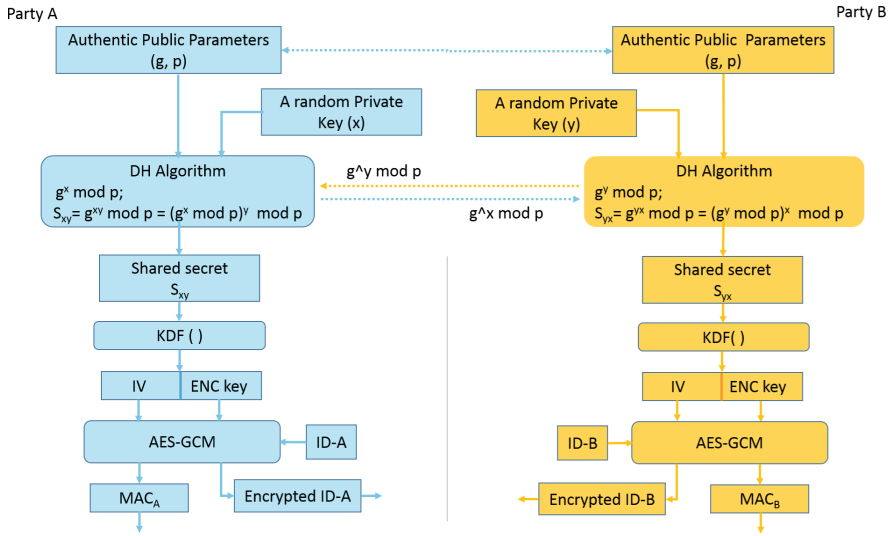 Party A
Party B
Authentic Public Parameters
(g, p)
Authentic Public Parameters
(g, p)
A random Private
Key (x)
A random Private
Key (y)
DH Algorithm
gˣ mod p;
Sxy= gˣʸ mod p = (gˣ mod p)ʸ mod p
g^y mod p
g^x mod p
DH Algorithm
gʸ mod p;
Syx= gʸˣ mod p = (gʸ mod p)ˣ mod p
Shared secret
Sxy
Shared secret
Syx
KDF ( )
KDF( )
IV
ENC key
IV
ENC key
AES-GCM
ID-A
ID-B
AES-GCM
MACA
Encrypted ID-A
Encrypted ID-B
MACB